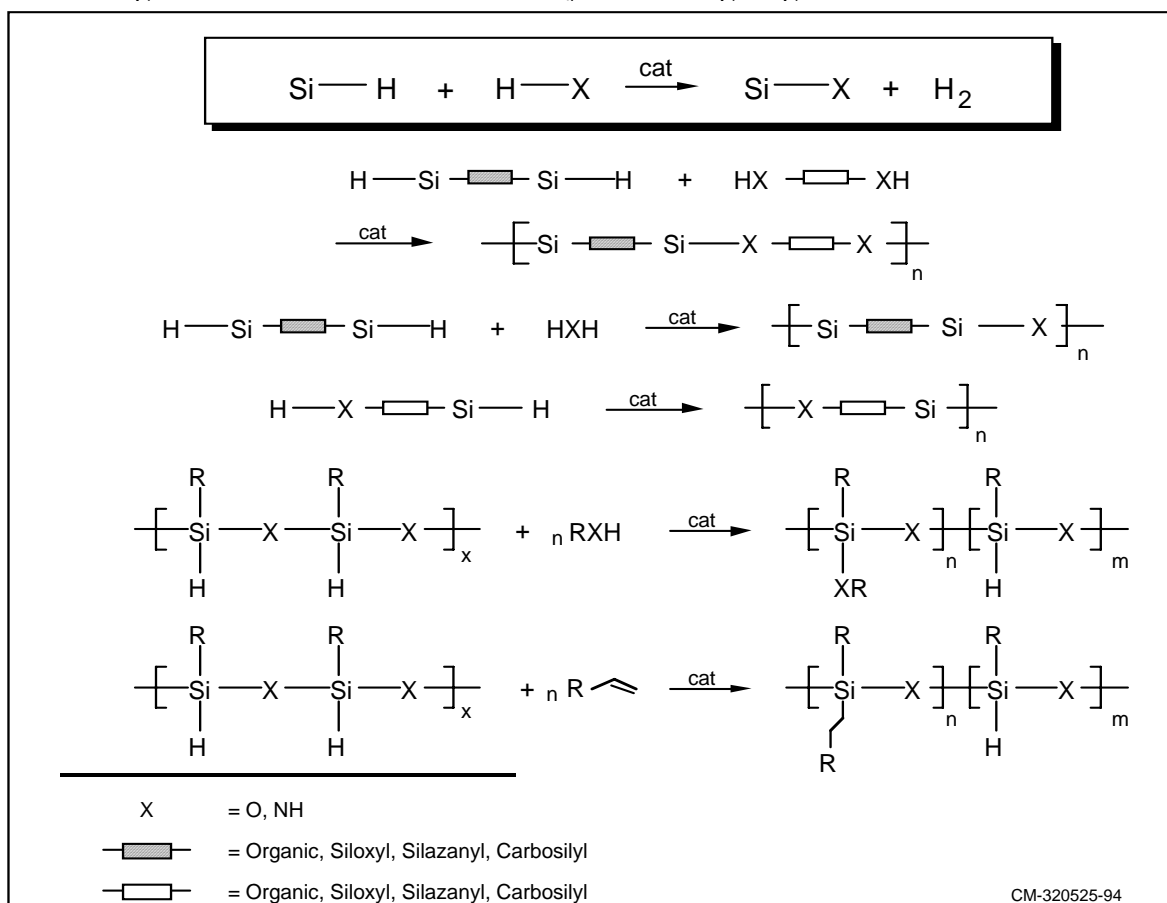 Si — H + H — X cat Si — X + H2
H — Si Si — H + HX XH
cat [ Si Si — X X ]n
H — Si Si — H + HXH cat [ Si Si — X ]n
H — X Si — H cat [ X Si ]n
R R R R
[ Si — X — Si — X ]x + n RXH cat [ Si — X ]n [ Si — X ]m
H H XR H
R R R R
[ Si — X — Si — X ]x + n R cat [ Si — X ]n [ Si — X ]m
H H R H
X = O, NH
= Organic, Siloxyl, Silazanyl, Carbosilyl
= Organic, Siloxyl, Silazanyl, Carbosilyl
CM-320525-94